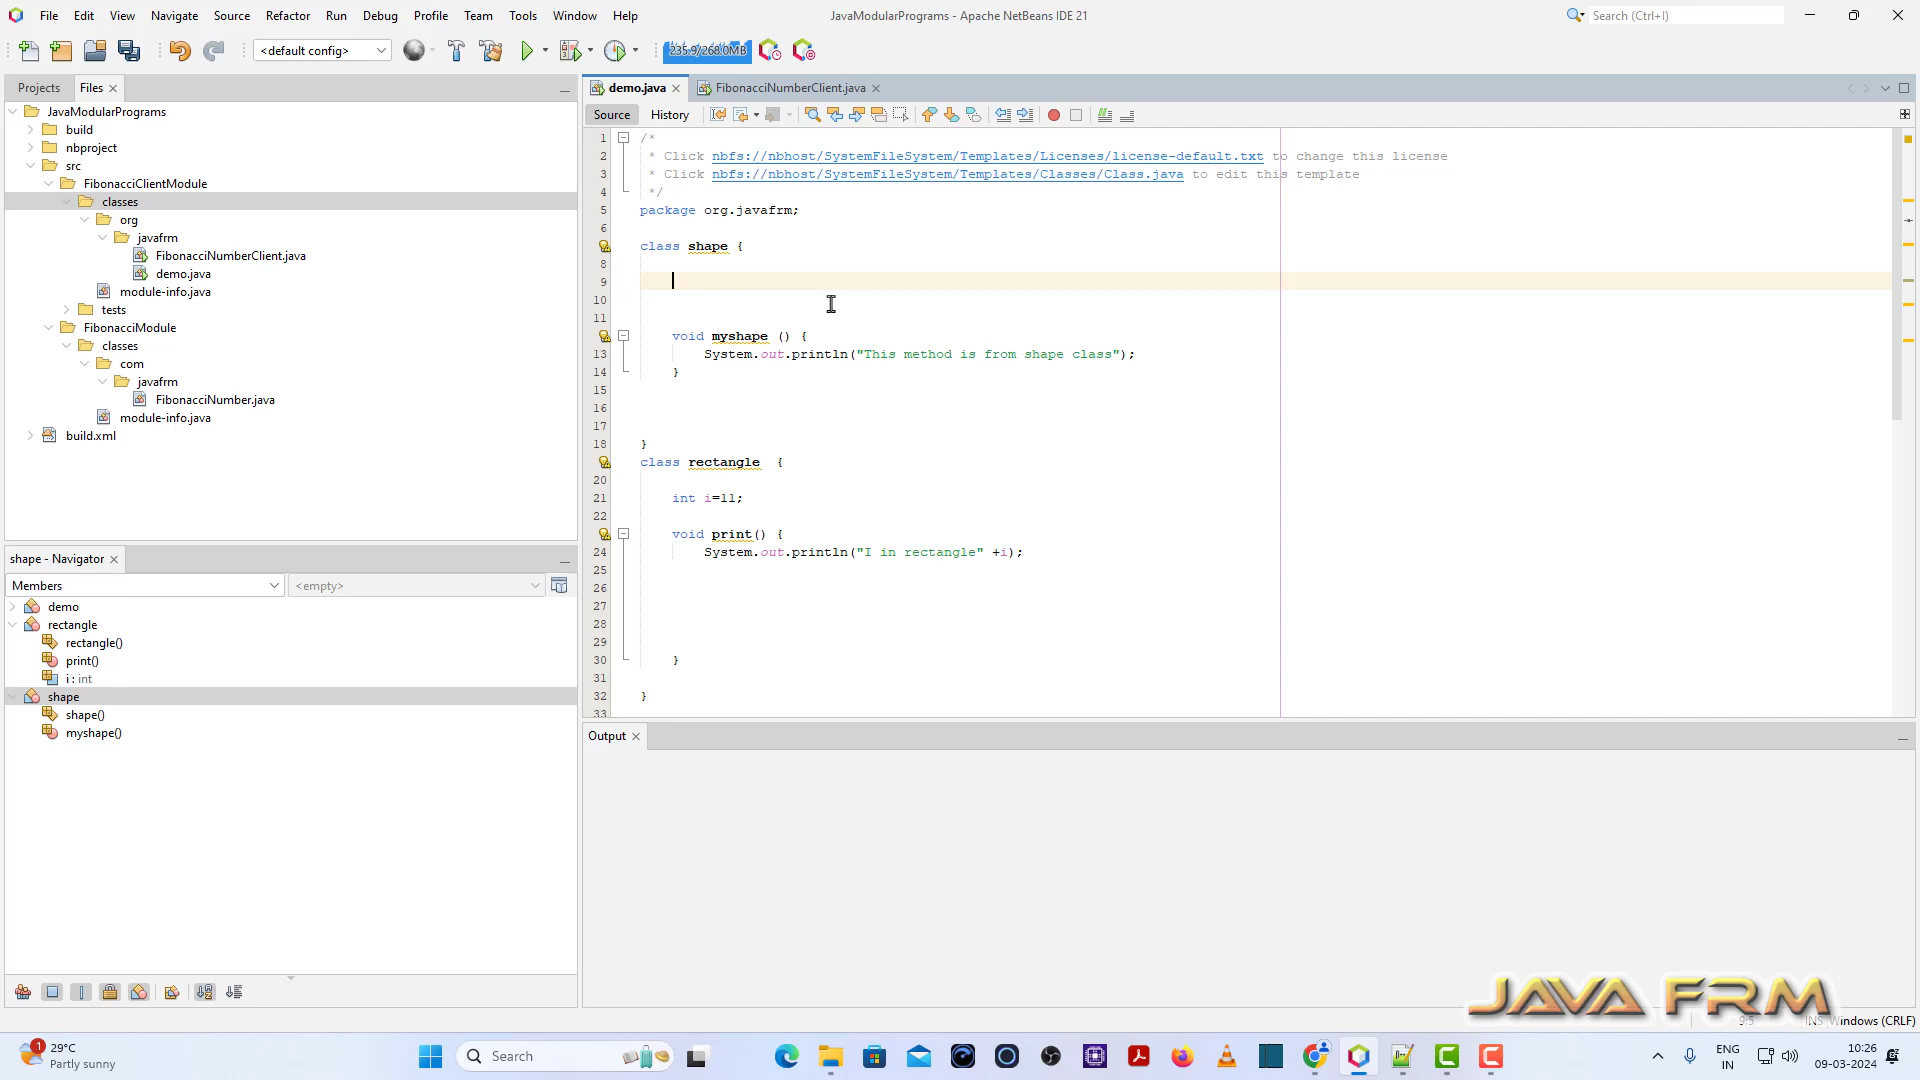 File Edit View Navigate Source Refactor Run Debug Profile Team Tools Window Help
JavaModularPrograms - Apache NetBeans IDE 21
Search (Ctrl+I)
<default config>
235.9/268.0MB
Projects Files
demo.java FibonacciNumberClient.java
Source History
JavaModularPrograms
build
nbproject
src
FibonacciClientModule
classes
org
javafrm
FibonacciNumberClient.java
demo.java
module-info.java
tests
FibonacciModule
classes
com
javafrm
FibonacciNumber.java
module-info.java
build.xml
1 /*
2 * Click nbfs://nbhost/SystemFileSystem/Templates/Licenses/license-default.txt to change this license
3 * Click nbfs://nbhost/SystemFileSystem/Templates/Classes/Class.java to edit this template
4 */
5 package org.javafrm;
6
class shape {
8
9
10
11
void myshape () {
13 System.out.println("This method is from shape class");
14 }
15
16
17
18 }
class rectangle {
20
21 int i=11;
22
void print() {
24 System.out.println("I in rectangle" +i);
25
26
27
28
29
30 }
31
32 }
33
shape - Navigator
Members <empty>
demo
rectangle
rectangle()
print()
i : int
shape
shape()
myshape()
Output
JAVA FRM
9:5 INS Windows (CRLF)
1
29°C
Partly sunny
Search
ENG
IN
10:26
09-03-2024